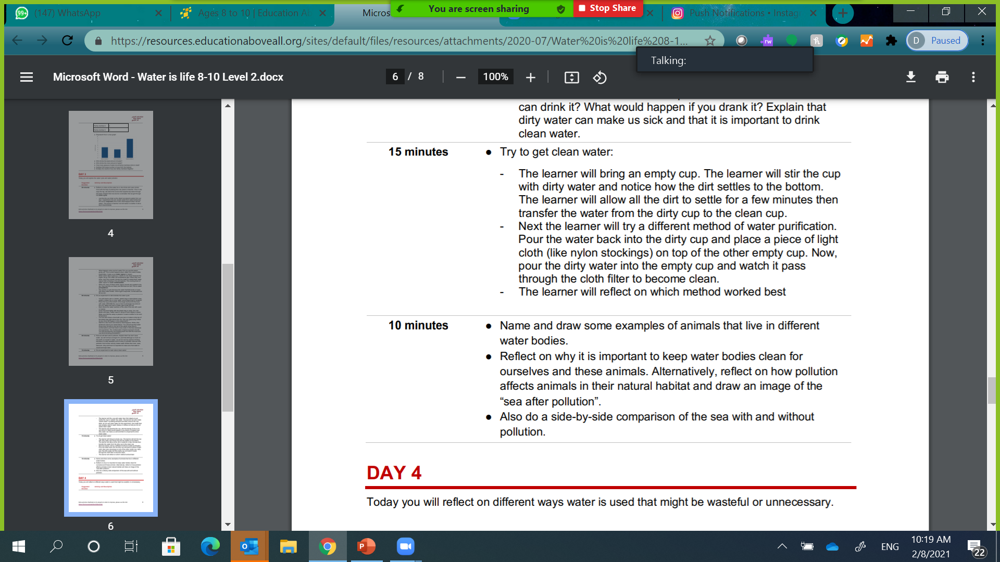 You are screen sharing
Stop Share
(147) WhatsApp
Ages 8 to 10 | Education A
Micros
Push Notifications • Instag
https://resources.educationaboveall.org/sites/default/files/resources/attachments/2020-07/Water%20is%20life%208-1...
D Paused
Talking:
Microsoft Word - Water is life 8-10 Level 2.docx
6 / 8
100%
can drink it? What would happen if you drank it? Explain that
dirty water can make us sick and that it is important to drink
clean water.
15 minutes
● Try to get clean water:
- The learner will bring an empty cup. The learner will stir the cup
with dirty water and notice how the dirt settles to the bottom.
The learner will allow all the dirt to settle for a few minutes then
transfer the water from the dirty cup to the clean cup.
- Next the learner will try a different method of water purification.
Pour the water back into the dirty cup and place a piece of light
cloth (like nylon stockings) on top of the other empty cup. Now,
pour the dirty water into the empty cup and watch it pass
through the cloth filter to become clean.
- The learner will reflect on which method worked best
10 minutes
● Name and draw some examples of animals that live in different
water bodies.
● Reflect on why it is important to keep water bodies clean for
ourselves and these animals. Alternatively, reflect on how pollution
affects animals in their natural habitat and draw an image of the
“sea after pollution”.
● Also do a side-by-side comparison of the sea with and without
pollution.
DAY 4
Today you will reflect on different ways water is used that might be wasteful or unnecessary.
4
5
6
DAY 3
DAY 4
ENG
10:19 AM
2/8/2021
22